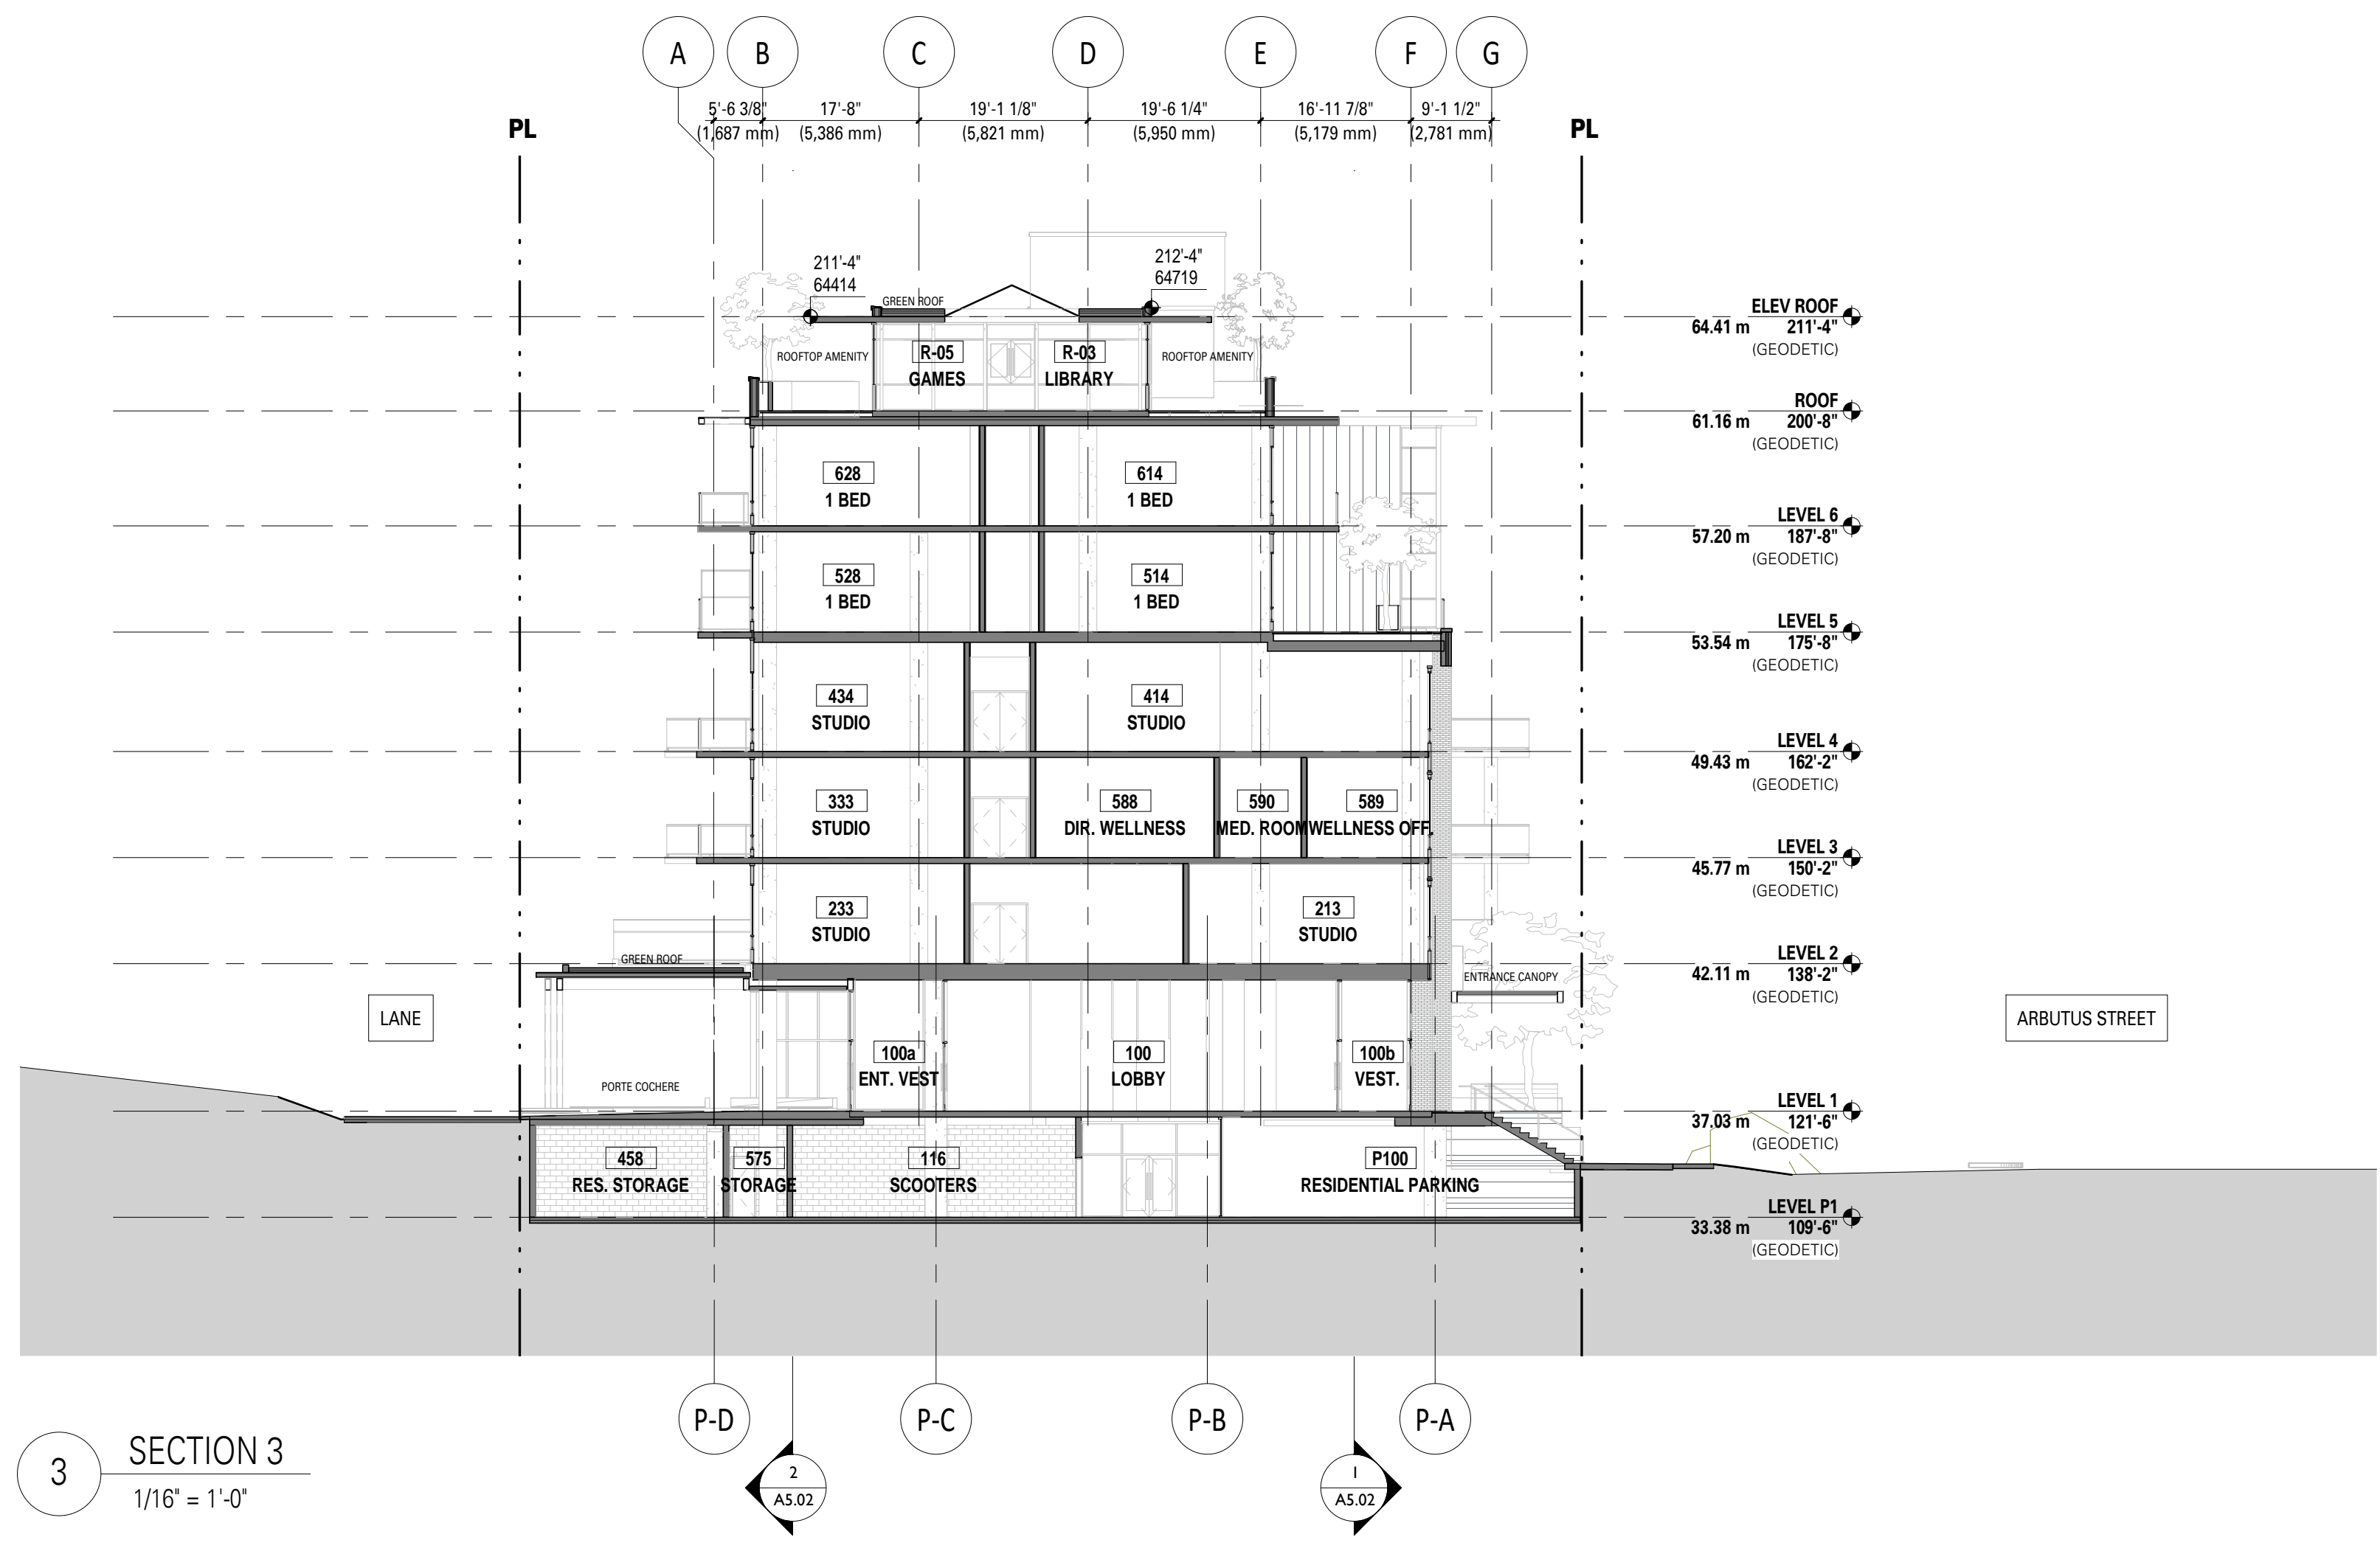 A B C D E F G
5'-6 3/8" 17'-8" 19'-1 1/8" 19'-6 1/4" 16'-11 7/8" 9'-1 1/2"
(1,687 mm) (5,386 mm) (5,821 mm) (5,950 mm) (5,179 mm) (2,781 mm)
PL PL
211'-4"
64414
212'-4"
64719
GREEN ROOF
ELEV ROOF
64.41 m 211'-4"
(GEODETIC)
ROOFTOP AMENITY
R-05
GAMES
R-03
LIBRARY
ROOFTOP AMENITY
ROOF
61.16 m 200'-8"
(GEODETIC)
628
1 BED
614
1 BED
LEVEL 6
57.20 m 187'-8"
(GEODETIC)
528
1 BED
514
1 BED
LEVEL 5
53.54 m 175'-8"
(GEODETIC)
434
STUDIO
414
STUDIO
LEVEL 4
49.43 m 162'-2"
(GEODETIC)
333
STUDIO
588
DIR. WELLNESS
590
MED. ROOM
589
WELLNESS OFF.
LEVEL 3
45.77 m 150'-2"
(GEODETIC)
233
STUDIO
213
STUDIO
GREEN ROOF
LEVEL 2
42.11 m 138'-2"
(GEODETIC)
ENTRANCE CANOPY
LANE
ARBUTUS STREET
PORTE COCHERE
100a
ENT. VEST
100
LOBBY
100b
VEST.
LEVEL 1
37.03 m 121'-6"
(GEODETIC)
458
RES. STORAGE
575
STORAGE
116
SCOOTERS
P100
RESIDENTIAL PARKING
LEVEL P1
33.38 m 109'-6"
(GEODETIC)
P-D P-C P-B P-A
2
A5.02
1
A5.02
3
SECTION 3
1/16" = 1'-0"